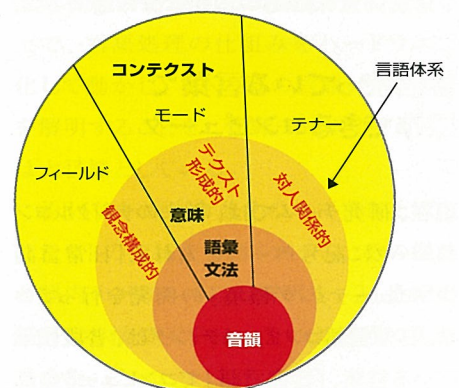 コンテクスト
言語体系
モード
テナー
フィールド
テクスト
形成的
対人関係的
観念構成的
意味
語彙
文法
音韻